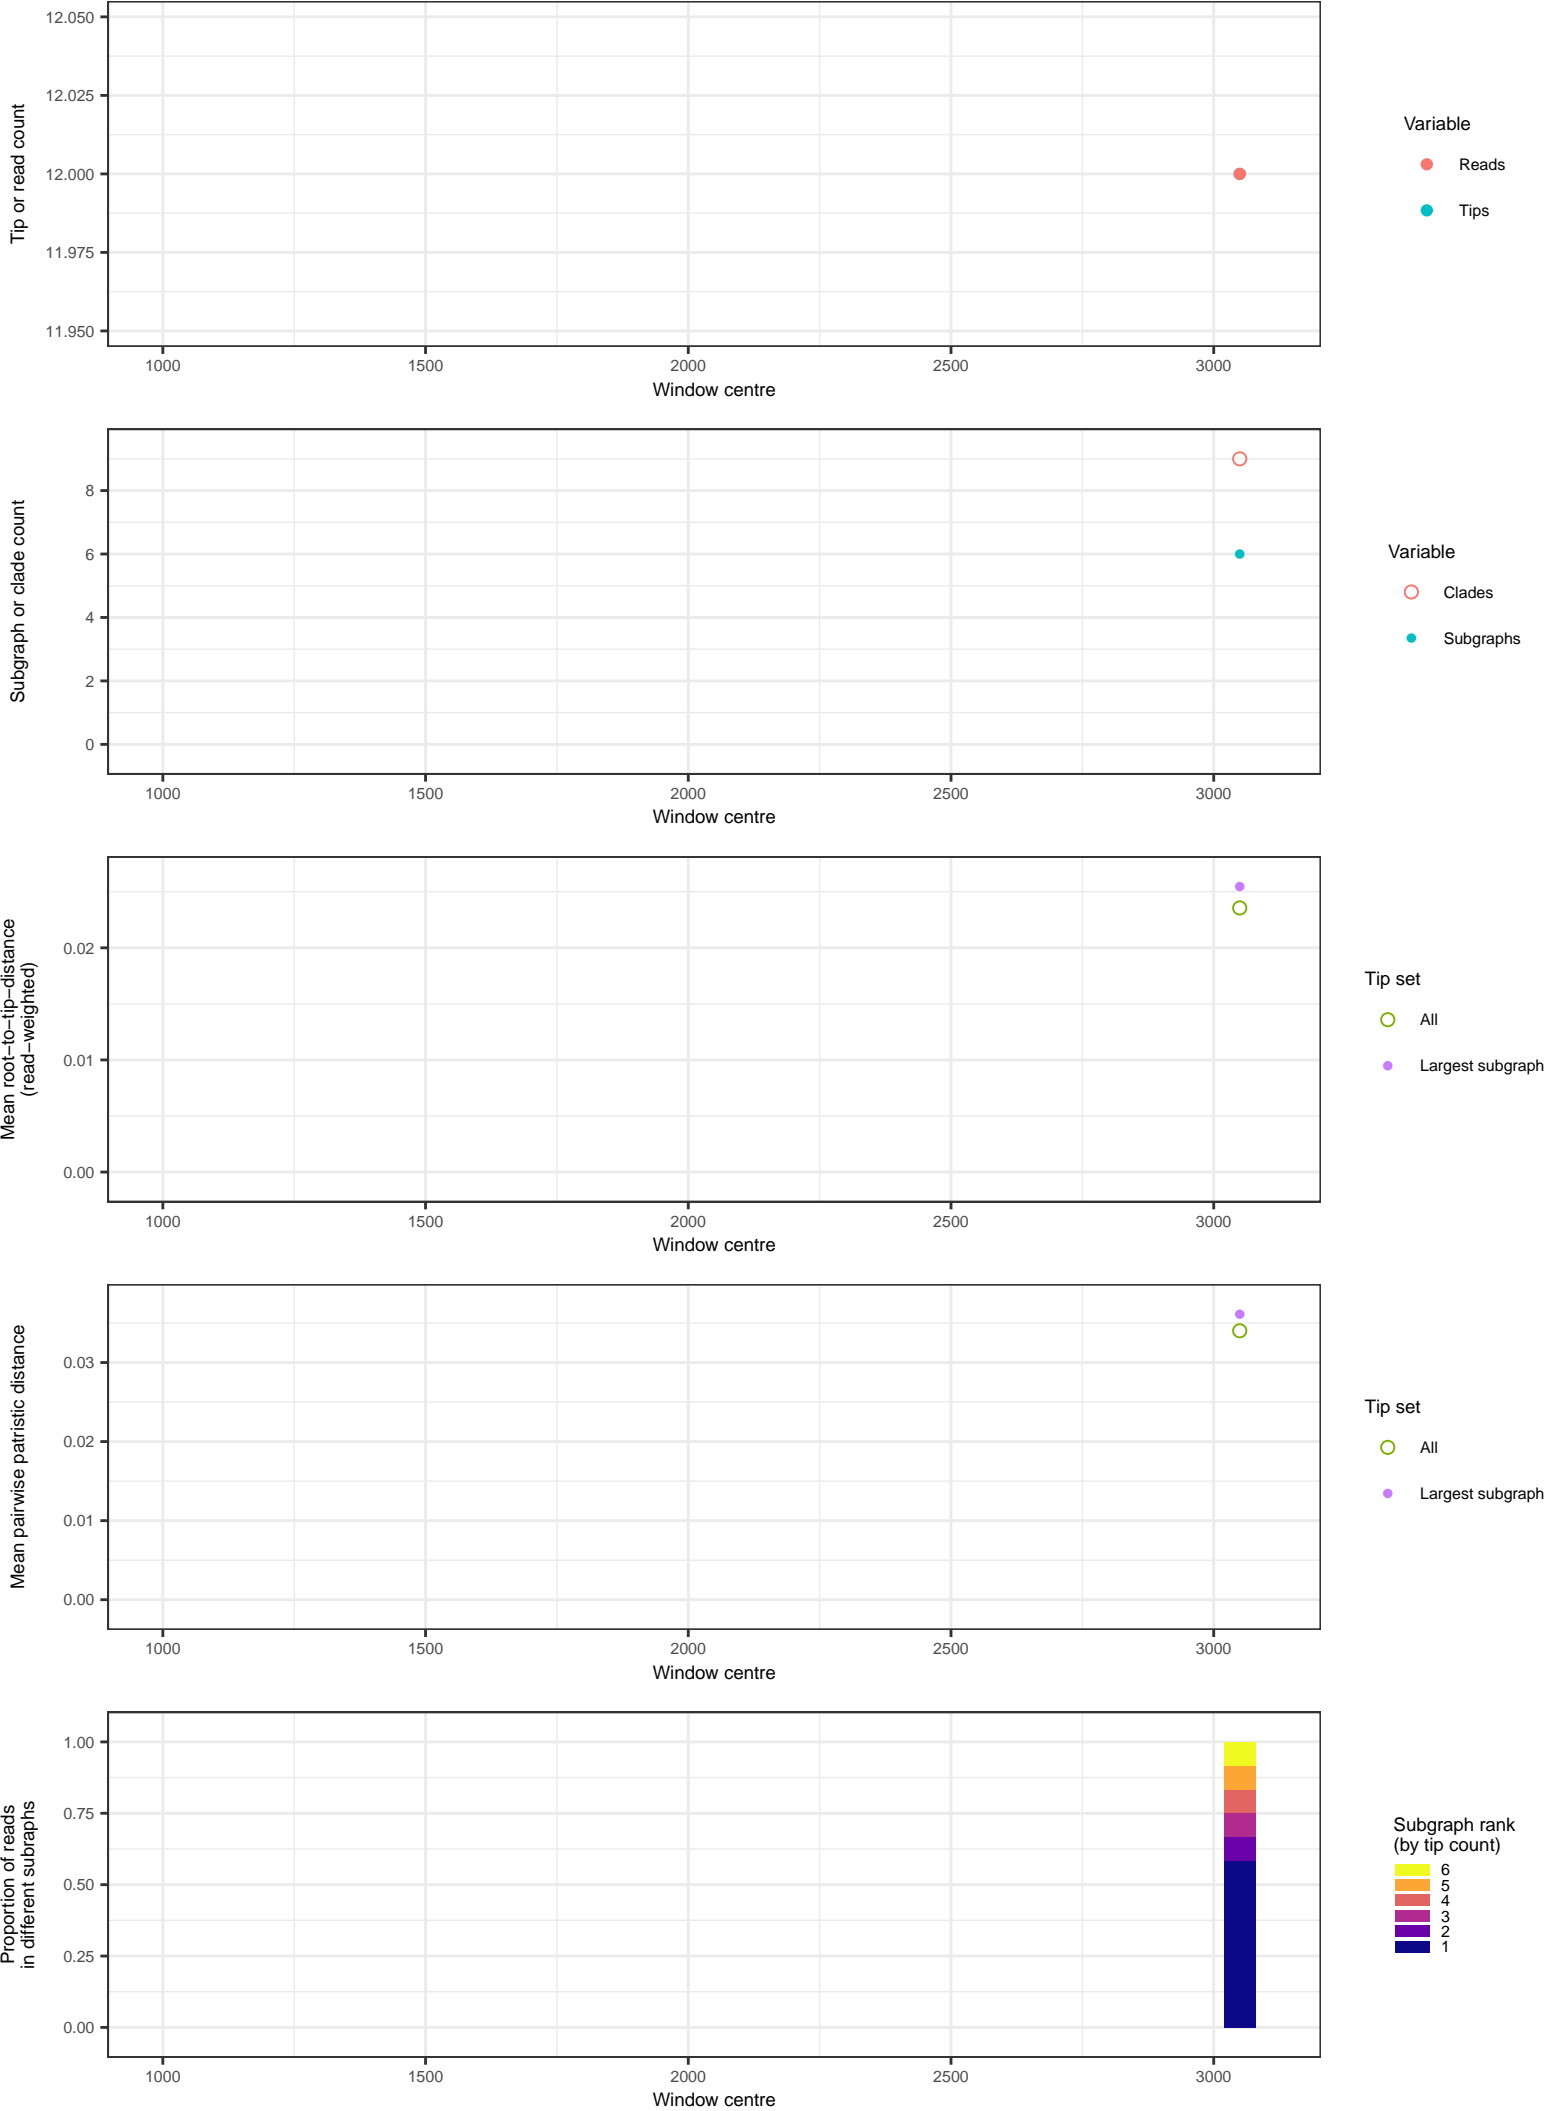 12.050
12.025
12.000
11.975
11.950
Tip or read count
1000 1500 2000 2500 3000
Window centre
Variable
Reads
Tips
8
6
4
2
0
Subgraph or clade count
1000 1500 2000 2500 3000
Window centre
Variable
Clades
Subgraphs
0.02
0.01
0.00
Mean root−to−tip−distance
(read−weighted)
1000 1500 2000 2500 3000
Window centre
Tip set
All
Largest subgraph
0.03
0.02
0.01
0.00
Mean pairwise patristic distance
1000 1500 2000 2500 3000
Window centre
Tip set
All
Largest subgraph
1.00
0.75
0.50
0.25
0.00
Proportion of reads
in different subraphs
1000 1500 2000 2500 3000
Window centre
Subgraph rank
(by tip count)
6
5
4
3
2
1